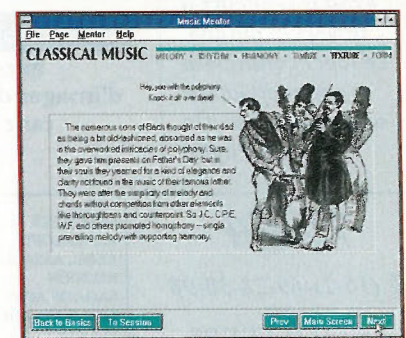 Music Mentor
File Page Mentor Help
CLASSICAL MUSIC MELODY • RHYTHM • HARMONY • TIMBRE • TEXTURE • FORM
Hey, you with the polyphony.
Knock it off over there!
The numerous sons of Bach thought of their dad
as being a bit old-fashioned, absorbed as he was
in the overworked intricacies of polyphony. Sure,
they gave him presents on Father's Day, but in
their souls they yearned for a kind of elegance and
clarity not found in the music of their famous father.
They were after the simplicity of melody and
chords without competition from other elements
like thoroughbass and counterpoint. So J.C., C.P.E.
W.F. and others promoted homophony -- single
prevailing melody with supporting harmony.
Back to Basics To Session Prev Main Screen Next